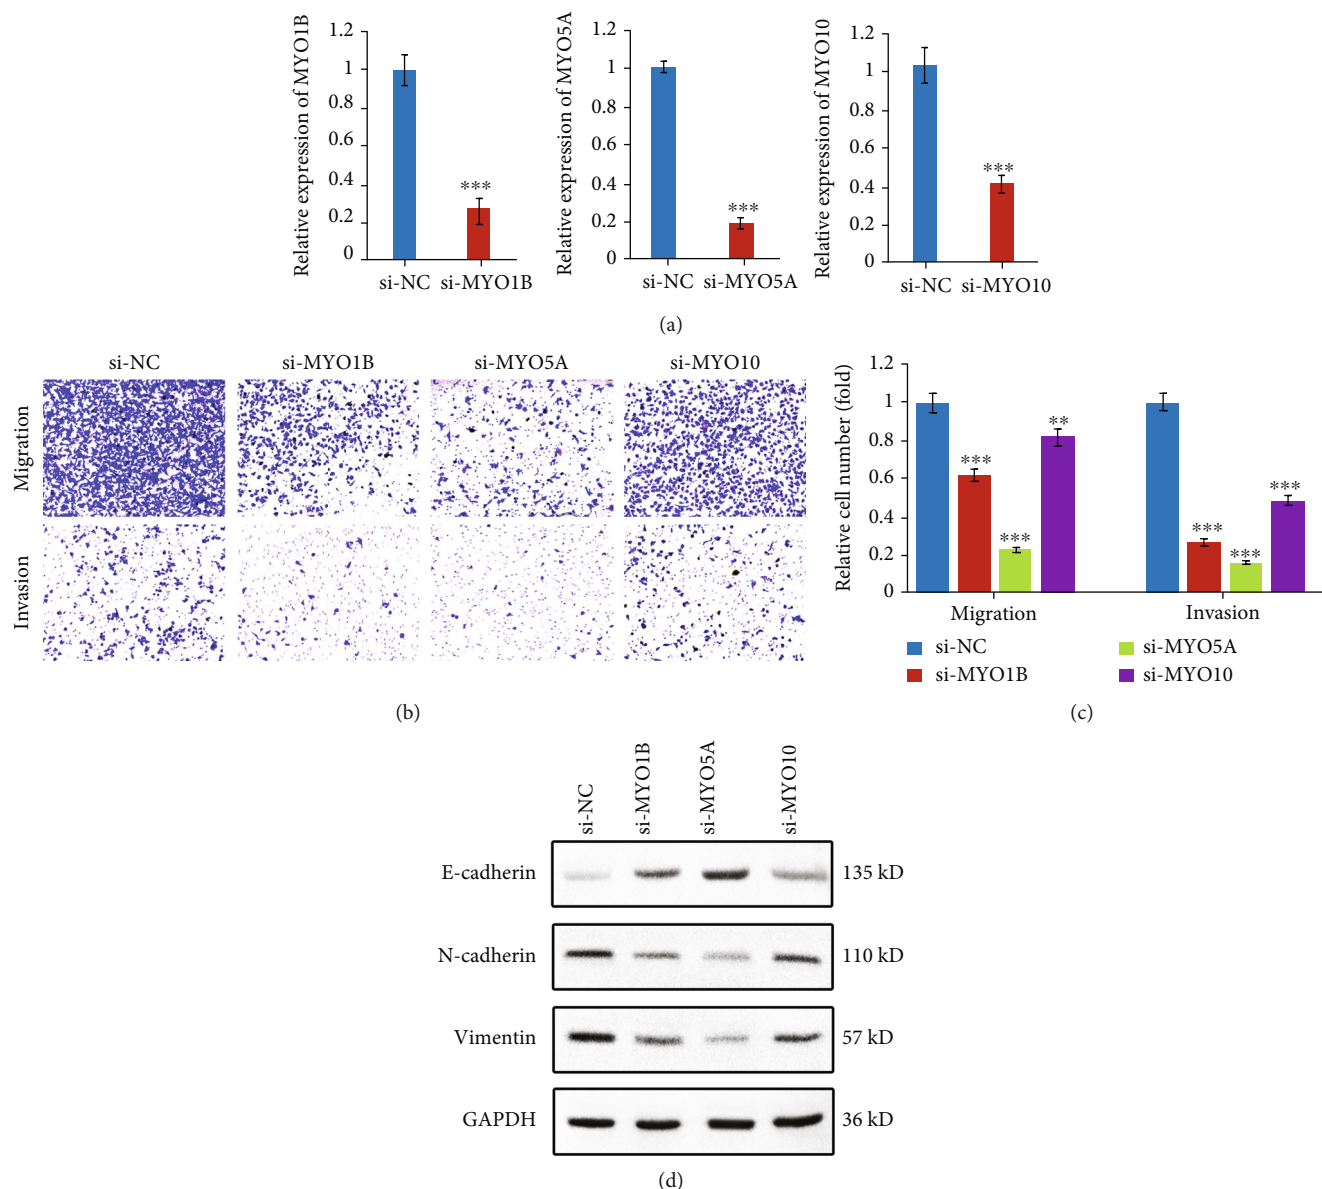 Relative expression of MYO1B
1.2
1
0.8
0.6
0.4
0.2
0
***
si-NC si-MYO1B
Relative expression of MYO5A
1.2
1
0.8
0.6
0.4
0.2
0
***
si-NC si-MYO5A
Relative expression of MYO10
1.2
1
0.8
0.6
0.4
0.2
0
***
si-NC si-MYO10
(a)
si-NC si-MYO1B si-MYO5A si-MYO10
Migration
Invasion
(b)
Relative cell number (fold)
1.2
1
0.8
0.6
0.4
0.2
0
***
***
**
***
***
***
Migration Invasion
si-NC si-MYO5A
si-MYO1B si-MYO10
(c)
si-NC si-MYO1B si-MYO5A si-MYO10
E-cadherin 135 kD
N-cadherin 110 kD
Vimentin 57 kD
GAPDH 36 kD
(d)